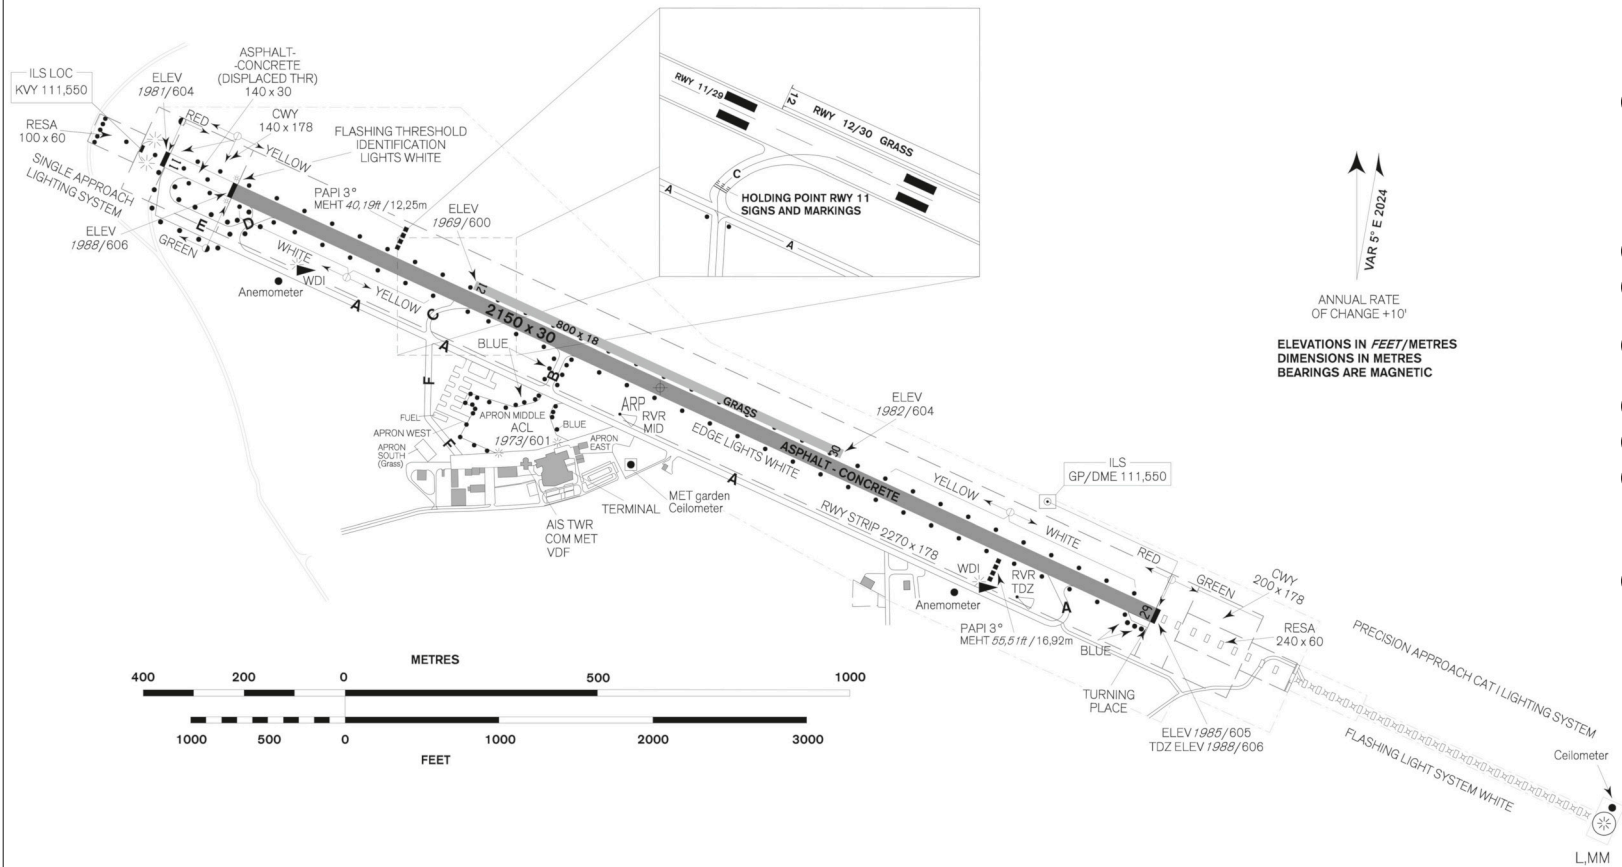 ILS LOC
KVY 111,550
ELEV
1981/604
ASPHALT-
-CONCRETE
(DISPLACED THR)
140 x 30
RESA
100 x 60
RED
CWY
140 x 178
FLASHING THRESHOLD
IDENTIFICATION
LIGHTS WHITE
YELLOW
SINGLE APPROACH
LIGHTING SYSTEM
11
PAPI 3°
MEHT 40,19ft / 12,25m
ELEV
1969/600
ELEV
1988/606
E
D
GREEN
WHITE
WDI
Anemometer
YELLOW
A
C
A
12
2150 x 30
800 x 18
BLUE
B
F
FUEL
APRON WEST
APRON
SOUTH
(Grass)
F
APRON MIDDLE
ACL
1973/601
BLUE
APRON
EAST
ARP
RVR
MID
GRASS
EDGE LIGHTS WHITE
ASPHALT - CONCRETE
ELEV
1982/604
30
A
TERMINAL
MET garden
Ceilometer
AIS TWR
COM MET
VDF
RWY STRIP 2270 x 178
RWY 11/29
12
RWY 12/30 GRASS
C
A
HOLDING POINT RWY 11
SIGNS AND MARKINGS
A
VAR 5° E 2024
ANNUAL RATE
OF CHANGE +10'
ELEVATIONS IN FEET/METRES
DIMENSIONS IN METRES
BEARINGS ARE MAGNETIC
ILS
GP/DME 111,550
YELLOW
WHITE
RED
GREEN
CWY
200 x 178
RESA
240 x 60
WDI
Anemometer
RVR
TDZ
A
29
PAPI 3°
MEHT 55,51ft / 16,92m
BLUE
TURNING
PLACE
ELEV 1985/605
TDZ ELEV 1988/606
PRECISION APPROACH CAT I LIGHTING SYSTEM
FLASHING LIGHT SYSTEM WHITE
Ceilometer
L,MM
METRES
400 200 0 500 1000
1000 500 0 1000 2000 3000
FEET